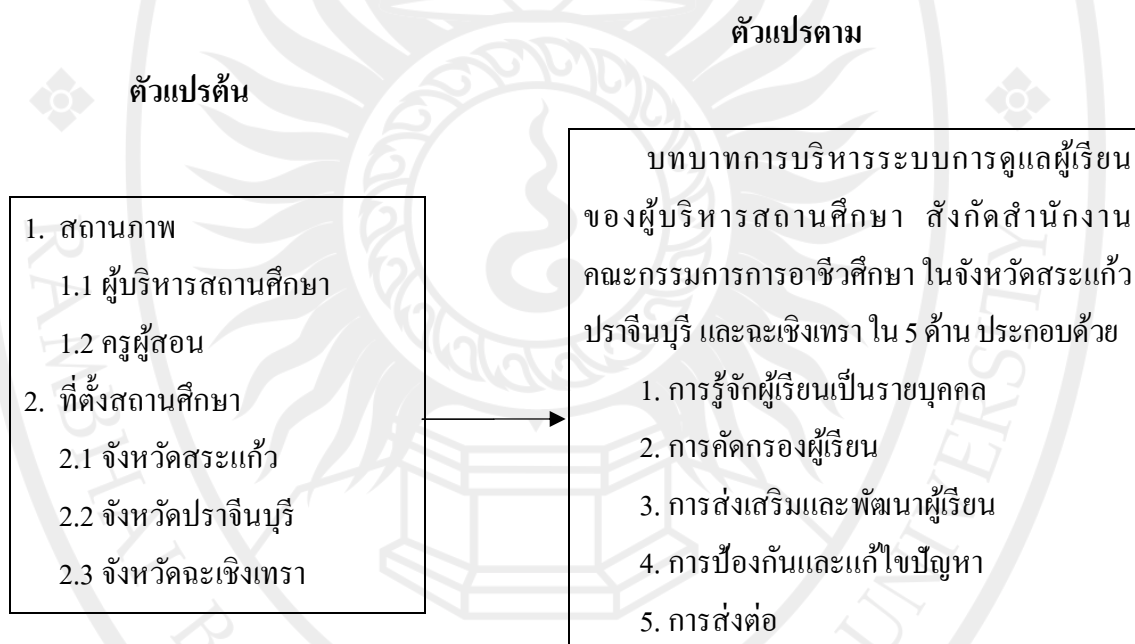 ตัวแปรตาม
ตัวแปรต้น
1. สถานภาพ
1.1 ผู้บริหารสถานศึกษา
1.2 ครูผู้สอน
2. ที่ตั้งสถานศึกษา
2.1 จังหวัดสระแก้ว
2.2 จังหวัดปราจีนบุรี
2.3 จังหวัดฉะเชิงเทรา
บทบาทการบริหารระบบการดูแลผู้เรียน
ของผู้บริหารสถานศึกษา สังกัดสำนักงาน
คณะกรรมการการอาชีวศึกษา ในจังหวัดสระแก้ว
ปราจีนบุรี และฉะเชิงเทรา ใน 5 ด้าน ประกอบด้วย
1. การรู้จักผู้เรียนเป็นรายบุคคล
2. การคัดกรองผู้เรียน
3. การส่งเสริมและพัฒนาผู้เรียน
4. การป้องกันและแก้ไขปัญหา
5. การส่งต่อ